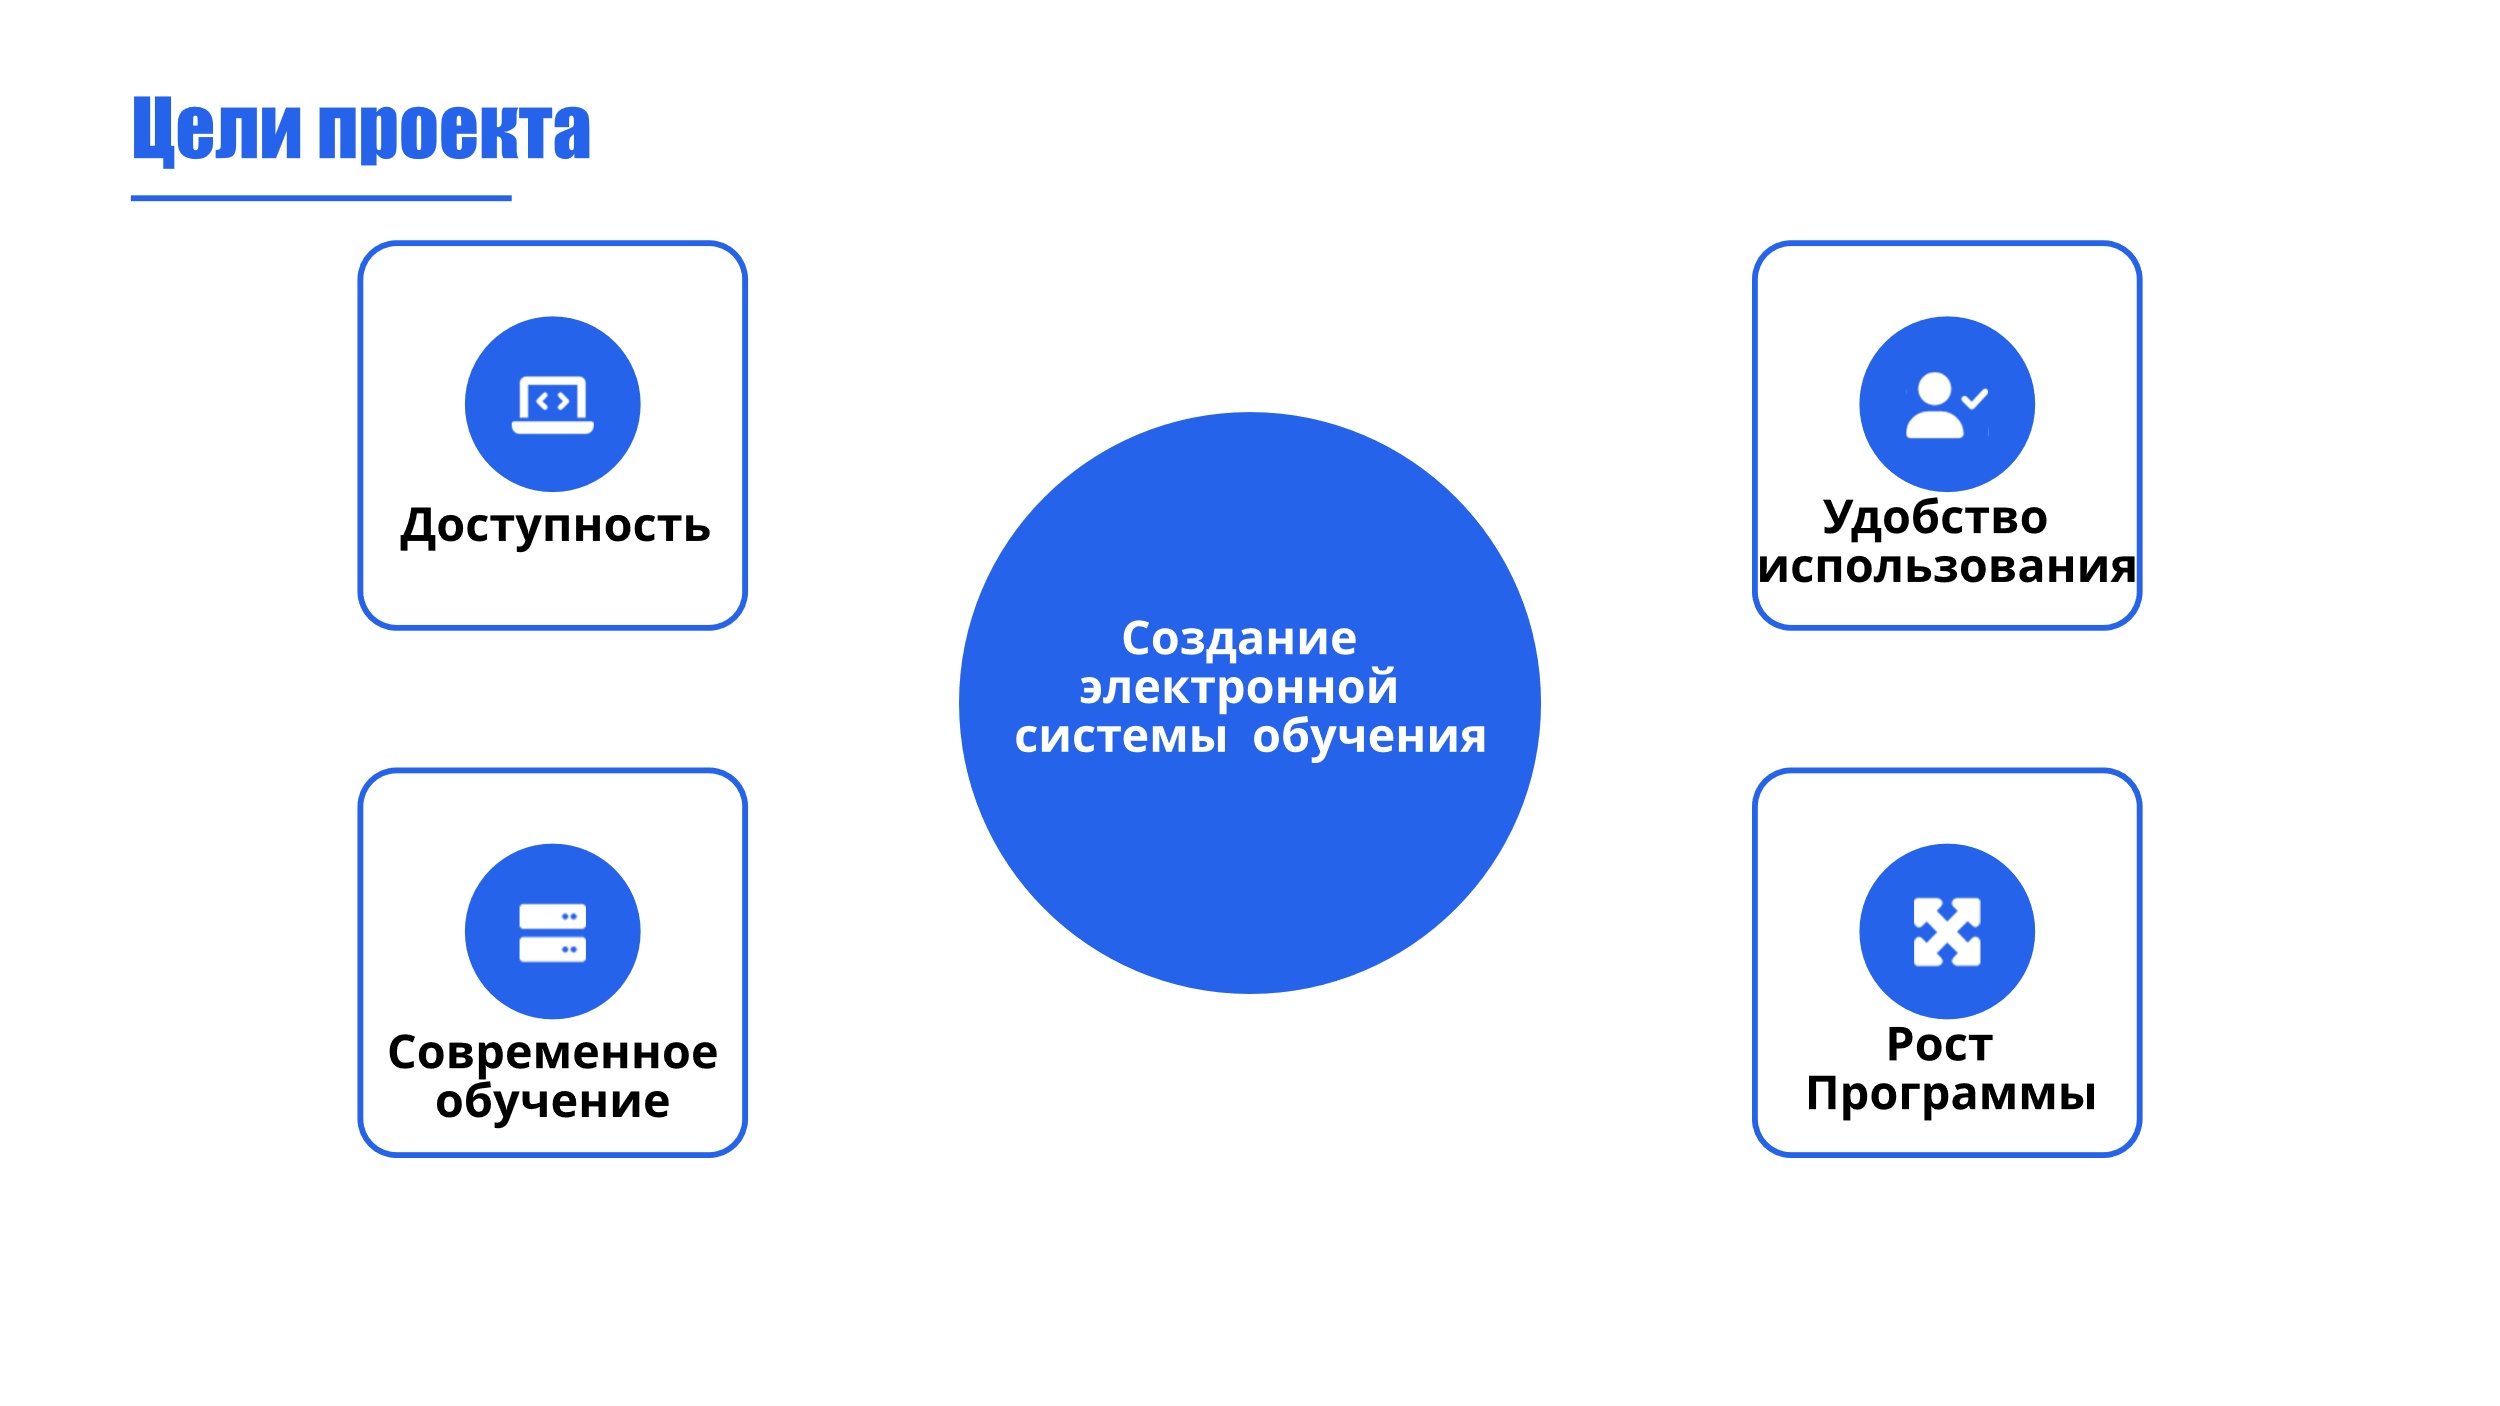 Цели проекта
Доступность
Удобство
использования
Создание
электронной
системы обучения
Современное
обучение
Рост
Программы